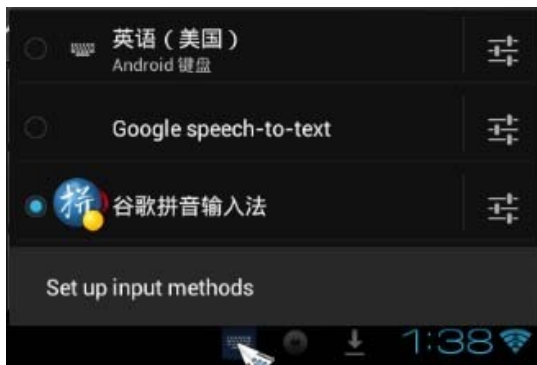 英语（美国）
Android 键盘
Google speech-to-text
拼
谷歌拼音输入法
Set up input methods
1:38